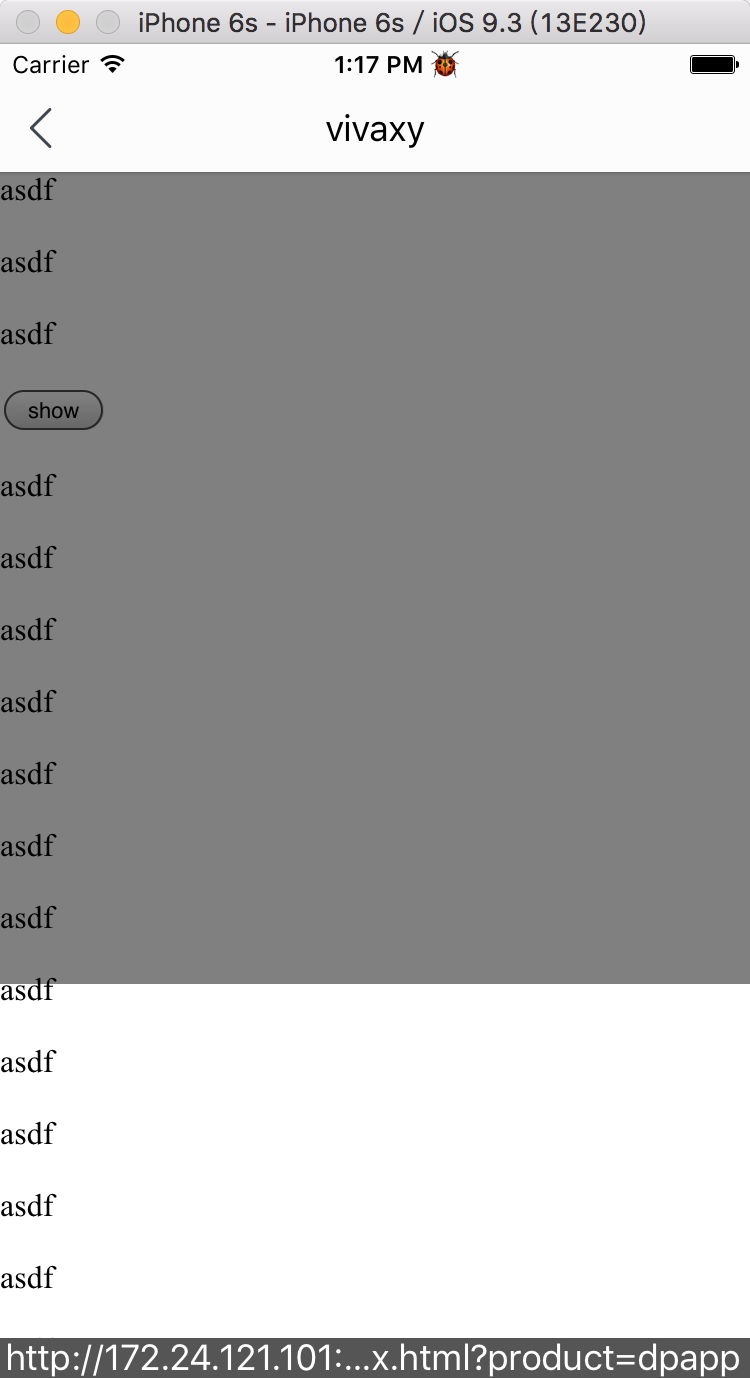 iPhone 6s - iPhone 6s / iOS 9.3 (13E230)
Carrier 1:17 PM 🐞
vivaxy
asdf
asdf
asdf
show
asdf
asdf
asdf
asdf
asdf
asdf
asdf
asdf
asdf
asdf
asdf
asdf
http://172.24.121.101:...x.html?product=dpapp